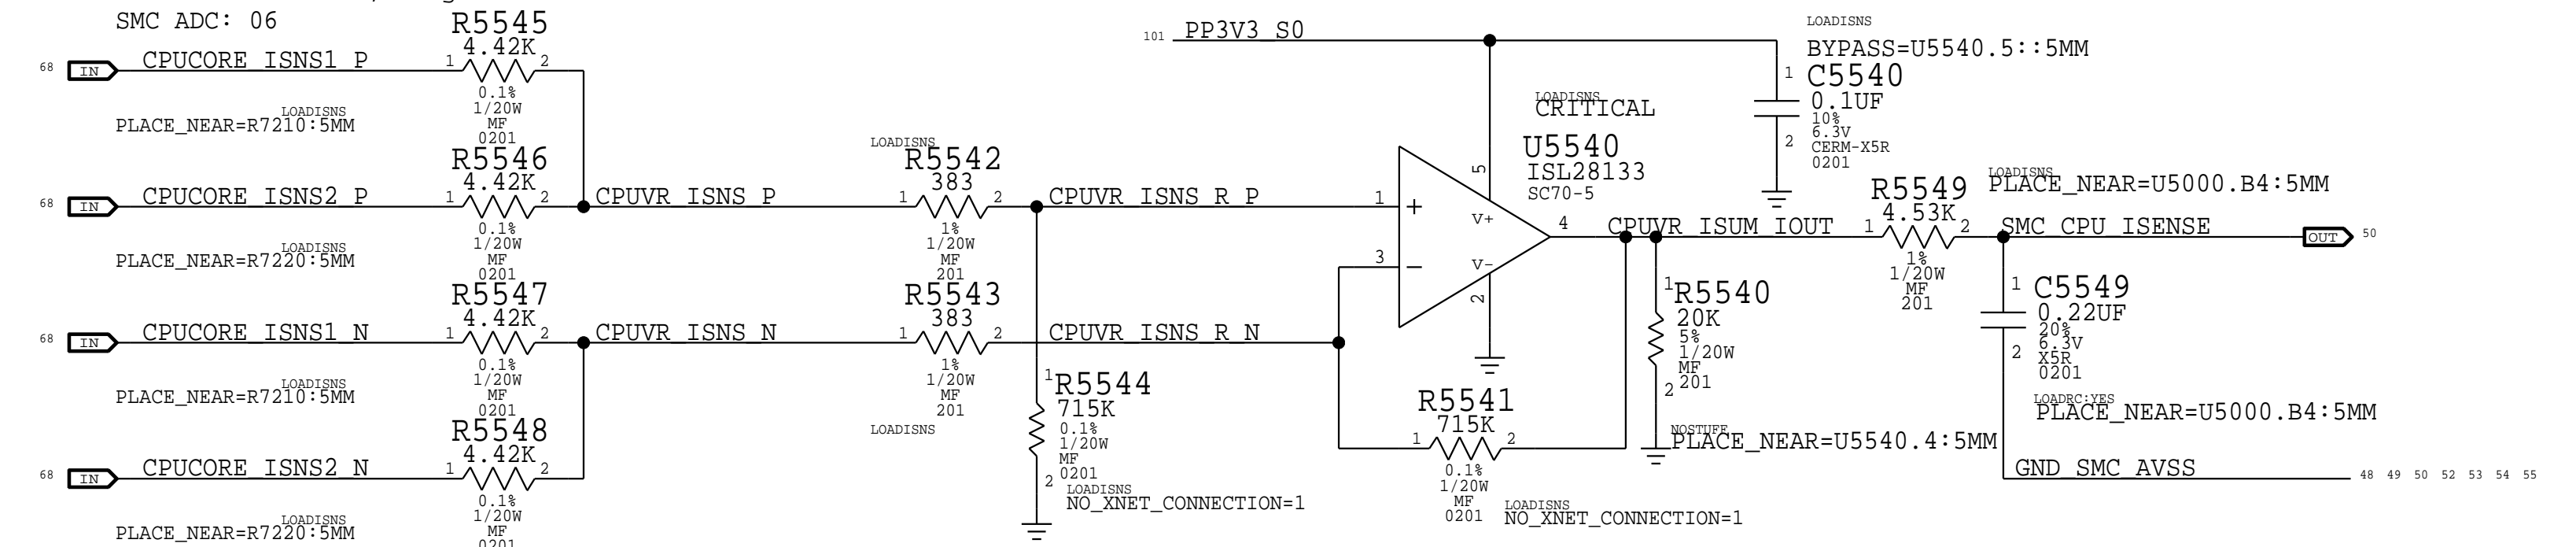 SMC ADC: 06
68
IN
CPUCORE_ISNS1_P
R5545
4.42K
1
2
0.1%
1/20W
MF
0201
LOADISNS
PLACE_NEAR=R7210:5MM
68
IN
CPUCORE_ISNS2_P
R5546
4.42K
1
2
0.1%
1/20W
MF
0201
LOADISNS
PLACE_NEAR=R7220:5MM
68
IN
CPUCORE_ISNS1_N
R5547
4.42K
1
2
0.1%
1/20W
MF
0201
LOADISNS
PLACE_NEAR=R7210:5MM
68
IN
CPUCORE_ISNS2_N
R5548
4.42K
1
2
0.1%
1/20W
MF
0201
LOADISNS
PLACE_NEAR=R7220:5MM
CPUVR_ISNS_P
LOADISNS
R5542
383
1
2
1%
1/20W
MF
201
CPUVR_ISNS_R_P
CPUVR_ISNS_N
R5543
383
1
2
1%
1/20W
MF
201
LOADISNS
CPUVR_ISNS_R_N
1
R5544
715K
0.1%
1/20W
MF
0201
2
LOADISNS
NO_XNET_CONNECTION=1
101
PP3V3_S0
LOADISNS
CRITICAL
U5540
ISL28133
SC70-5
5
1
+
V+
3
−
V−
2
4
LOADISNS
BYPASS=U5540.5::5MM
1
C5540
0.1UF
10%
6.3V
2
CERM-X5R
0201
CPUVR_ISUM_IOUT
R5541
715K
1
2
0.1%
1/20W
MF
0201
LOADISNS
NO_XNET_CONNECTION=1
1
R5540
20K
5%
1/20W
MF
201
2
NOSTUFF
PLACE_NEAR=U5540.4:5MM
R5549
4.53K
1
2
1%
1/20W
MF
201
LOADISNS
PLACE_NEAR=U5000.B4:5MM
SMC_CPU_ISENSE
OUT
50
1
C5549
0.22UF
20%
6.3V
2
X5R
0201
LOADRC:YES
PLACE_NEAR=U5000.B4:5MM
GND_SMC_AVSS
48 49 50 52 53 54 55